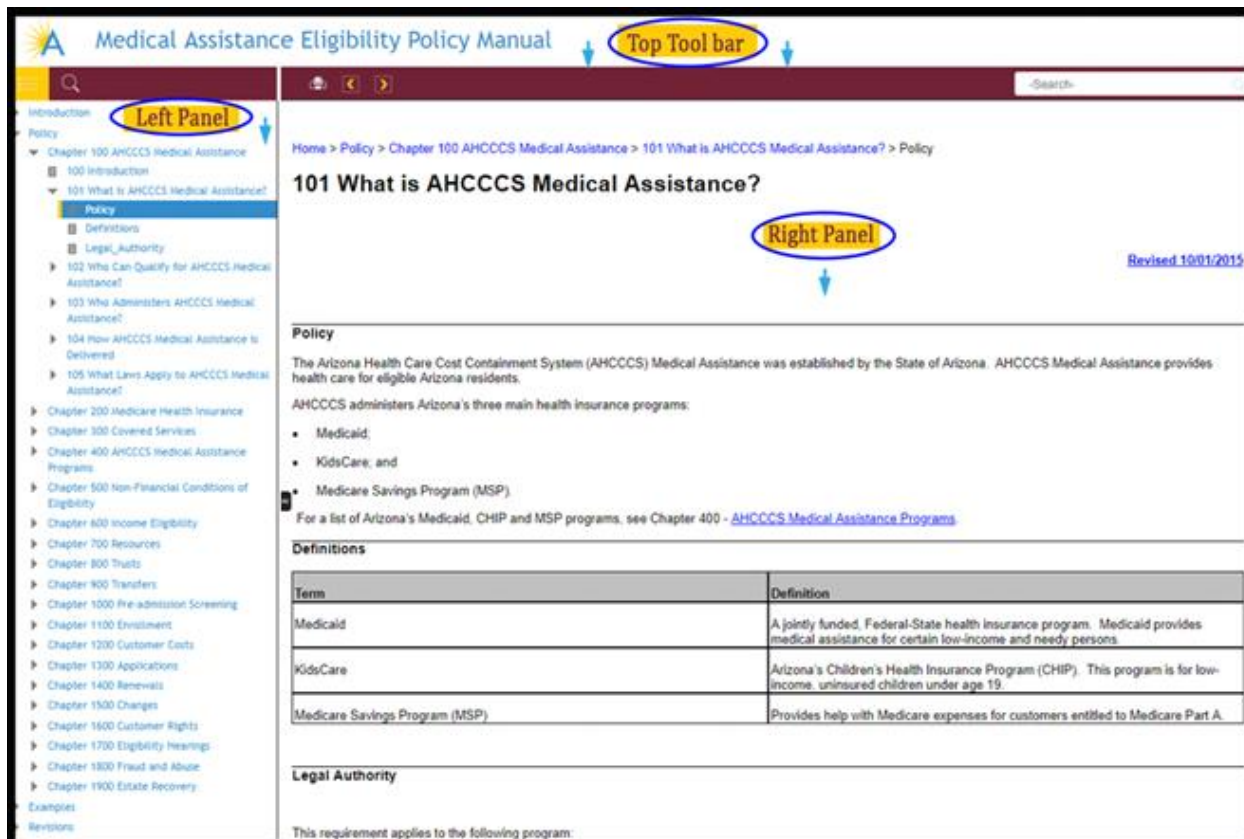 Medical Assistance Eligibility Policy Manual
Top Tool bar
-Search-
Left Panel
Introduction
Policy
Chapter 100 AHCCCS Medical Assistance
100 Introduction
101 What is AHCCCS Medical Assistance?
Policy
Definitions
Legal_Authority
102 Who Can Qualify for AHCCCS Medical
Assistance?
103 Who Administers AHCCCS Medical
Assistance?
104 How AHCCCS Medical Assistance is
Delivered
105 What Laws Apply to AHCCCS Medical
Assistance?
Chapter 200 Medicare Health Insurance
Chapter 300 Covered Services
Chapter 400 AHCCCS Medical Assistance
Programs
Chapter 500 Non-Financial Conditions of
Eligibility
Chapter 600 Income Eligibility
Chapter 700 Resources
Chapter 800 Trusts
Chapter 900 Transfers
Chapter 1000 Pre-admission Screening
Chapter 1100 Enrollment
Chapter 1200 Customer Costs
Chapter 1300 Applications
Chapter 1400 Renewals
Chapter 1500 Changes
Chapter 1600 Customer Rights
Chapter 1700 Eligibility Hearings
Chapter 1800 Fraud and Abuse
Chapter 1900 Estate Recovery
Examples
Revisions
Home > Policy > Chapter 100 AHCCCS Medical Assistance > 101 What is AHCCCS Medical Assistance? > Policy
101 What is AHCCCS Medical Assistance?
Right Panel
Revised 10/01/2015
Policy
The Arizona Health Care Cost Containment System (AHCCCS) Medical Assistance was established by the State of Arizona. AHCCCS Medical Assistance provides
health care for eligible Arizona residents.
AHCCCS administers Arizona's three main health insurance programs:
• Medicaid;
• KidsCare; and
• Medicare Savings Program (MSP).
For a list of Arizona's Medicaid, CHIP and MSP programs, see Chapter 400 - AHCCCS Medical Assistance Programs.
Definitions
Term Definition
Medicaid A jointly funded, Federal-State health insurance program. Medicaid provides
medical assistance for certain low-income and needy persons.
KidsCare Arizona's Children's Health Insurance Program (CHIP). This program is for low-
income, uninsured children under age 19.
Medicare Savings Program (MSP) Provides help with Medicare expenses for customers entitled to Medicare Part A.
Legal Authority
This requirement applies to the following program: